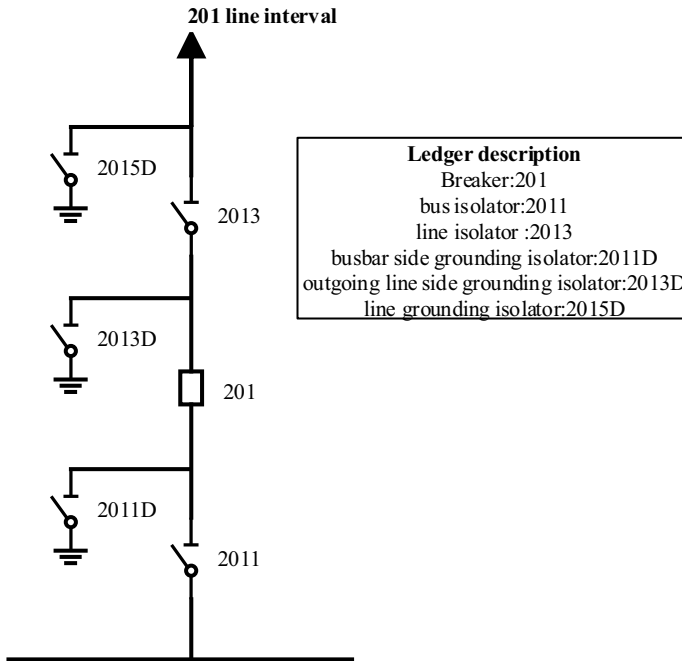 201 line interval
2015D
2013
2013D
201
2011D
2011
Ledger description
Breaker:201
bus isolator:2011
line isolator :2013
busbar side grounding isolator:2011D
outgoing line side grounding isolator:2013D
line grounding isolator:2015D